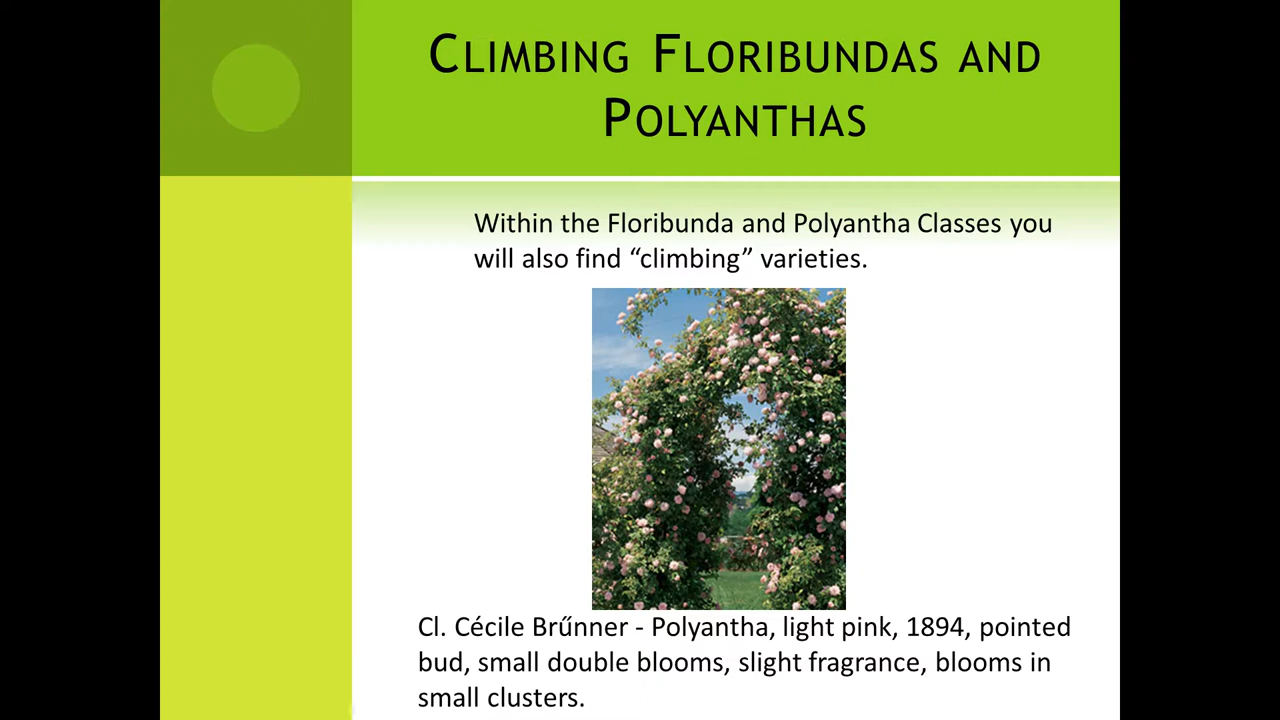 CLIMBING FLORIBUNDAS AND
POLYANTHAS
Within the Floribunda and Polyantha Classes you
will also find “climbing” varieties.
Cl. Cécile Brűnner - Polyantha, light pink, 1894, pointed
bud, small double blooms, slight fragrance, blooms in
small clusters.